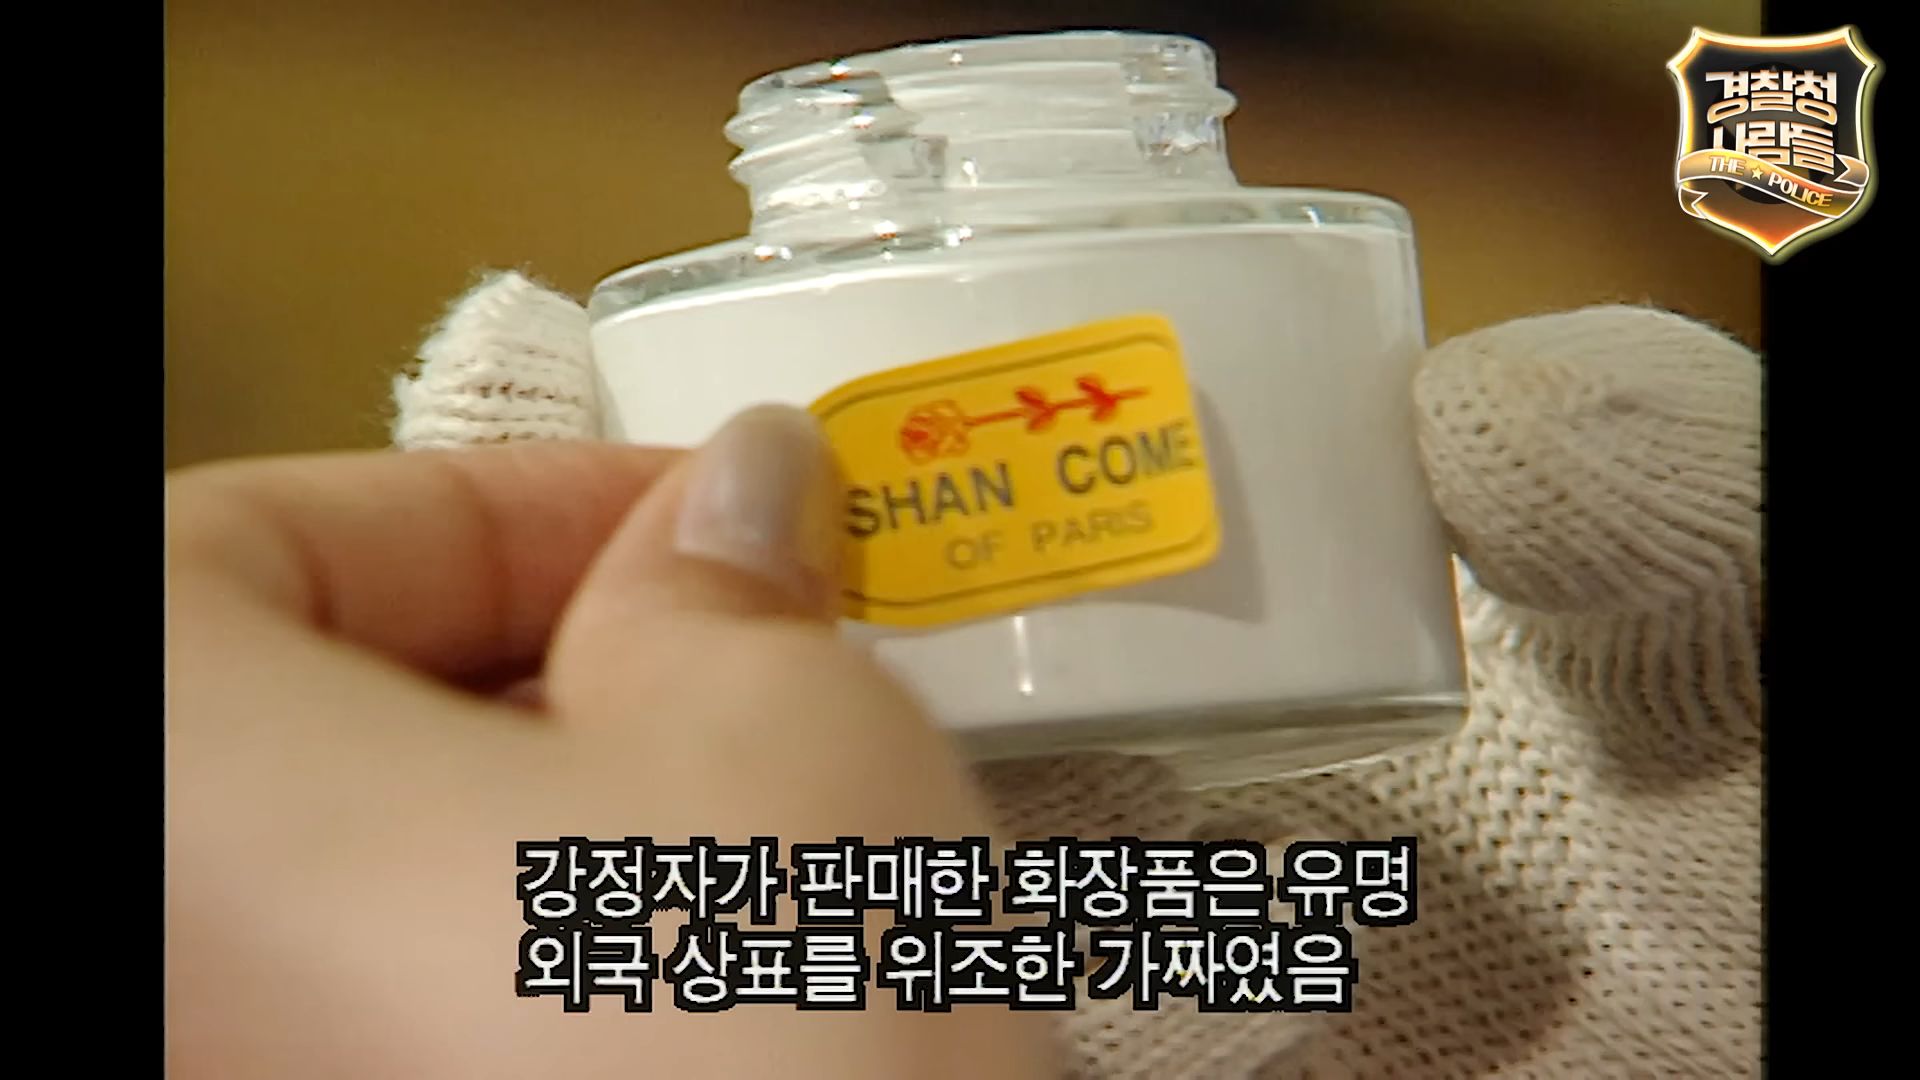 경찰청
사람들
THE ★ POLICE
SHAN COME
OF PARIS
강정자가 판매한 화장품은 유명
외국 상표를 위조한 가짜였음